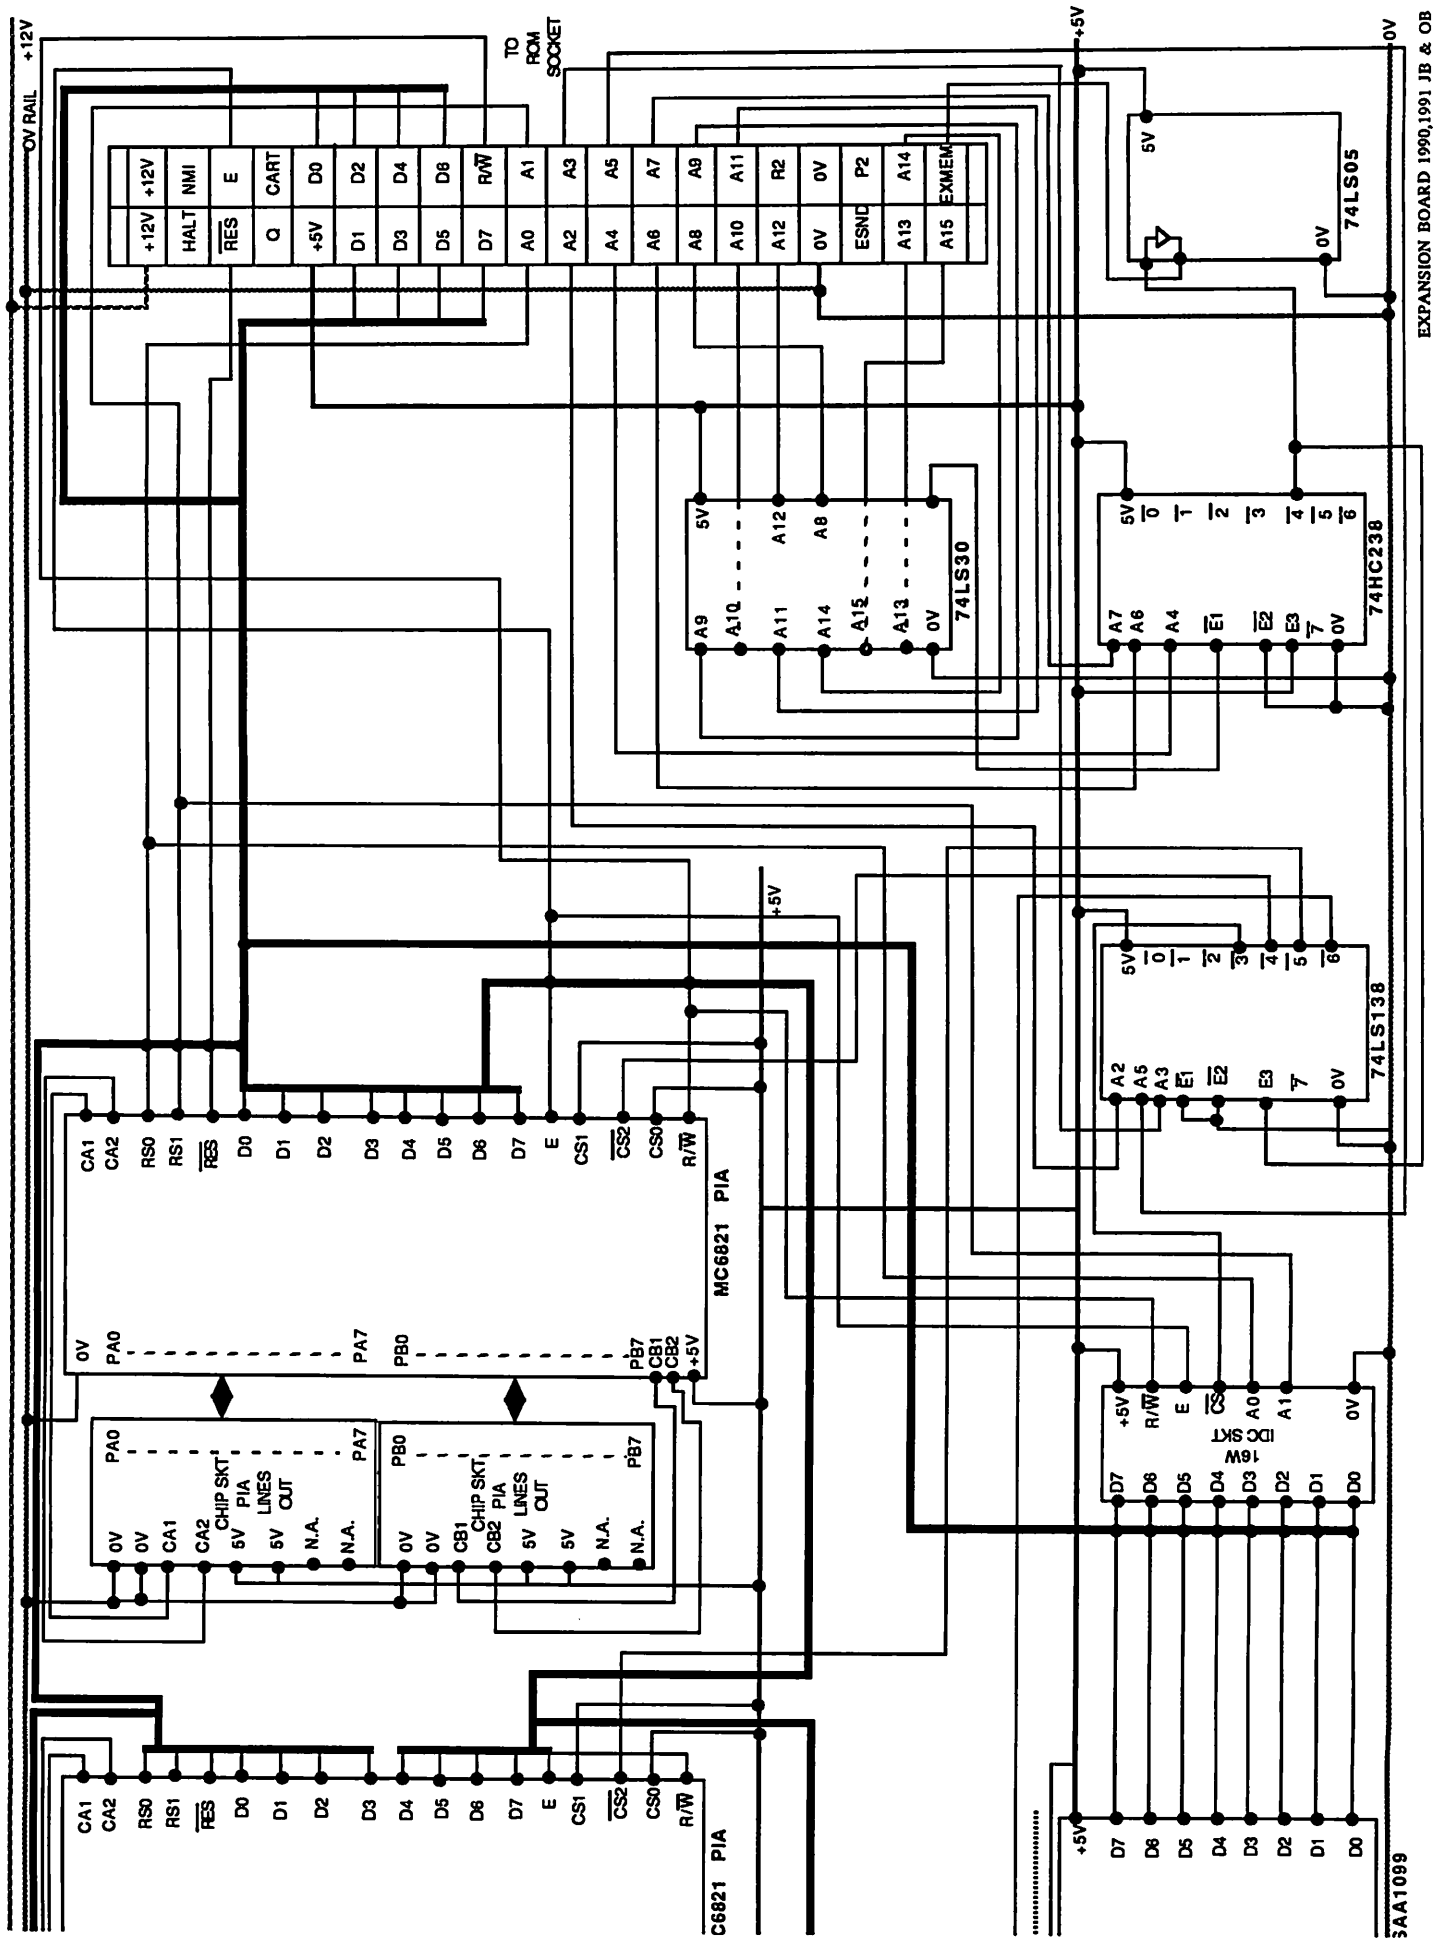 +12V
0V RAIL
TO
ROM
SOCKET
+5V
0V
+12V
NMI
E
CART
D0
D2
D4
D6
R/W
A1
A3
A5
A7
A9
A11
R2
0V
P2
A14
EXMEM
+12V
HALT
RES
Q
+5V
D1
D3
D5
D7
A0
A2
A4
A6
A8
A10
A12
0V
ESND
A13
A15
5V
0V
74LS05
EXPANSION BOARD 1990,1991 JB & OB
5V
A12
A8
A9
A10
A11
A14
A15
A13
0V
74LS30
5V
0
1
2
3
4
5
6
A7
A6
A4
E1
E2
E3
7
0V
74HC238
+5V
5V
0
1
2
3
4
5
6
A2
A5
A3
E1
E2
E3
7
0V
74LS138
CA1
CA2
RS0
RS1
RES
D0
D1
D2
D3
D4
D5
D6
D7
E
CS1
CS2
CS0
R/W
MC6821 PIA
0V
PA0
PA7
PB0
PB7
CB1
CB2
+5V
PA0
PA7
CHIP SKT
PIA
LINES
OUT
0V
0V
CA1
CA2
5V
5V
N.A.
N.A.
PB0
PB7
CHIP SKT
PIA
LINES
OUT
0V
0V
CB1
CB2
5V
5V
N.A.
N.A.
+5V
R/W
E
CS
A0
A1
0V
16W
IDC SKT
D7
D6
D5
D4
D3
D2
D1
D0
CA1
CA2
RS0
RS1
RES
D0
D1
D2
D3
D4
D5
D6
D7
E
CS1
CS2
CS0
R/W
C6821 PIA
+5V
D7
D6
D5
D4
D3
D2
D1
D0
SAA1099